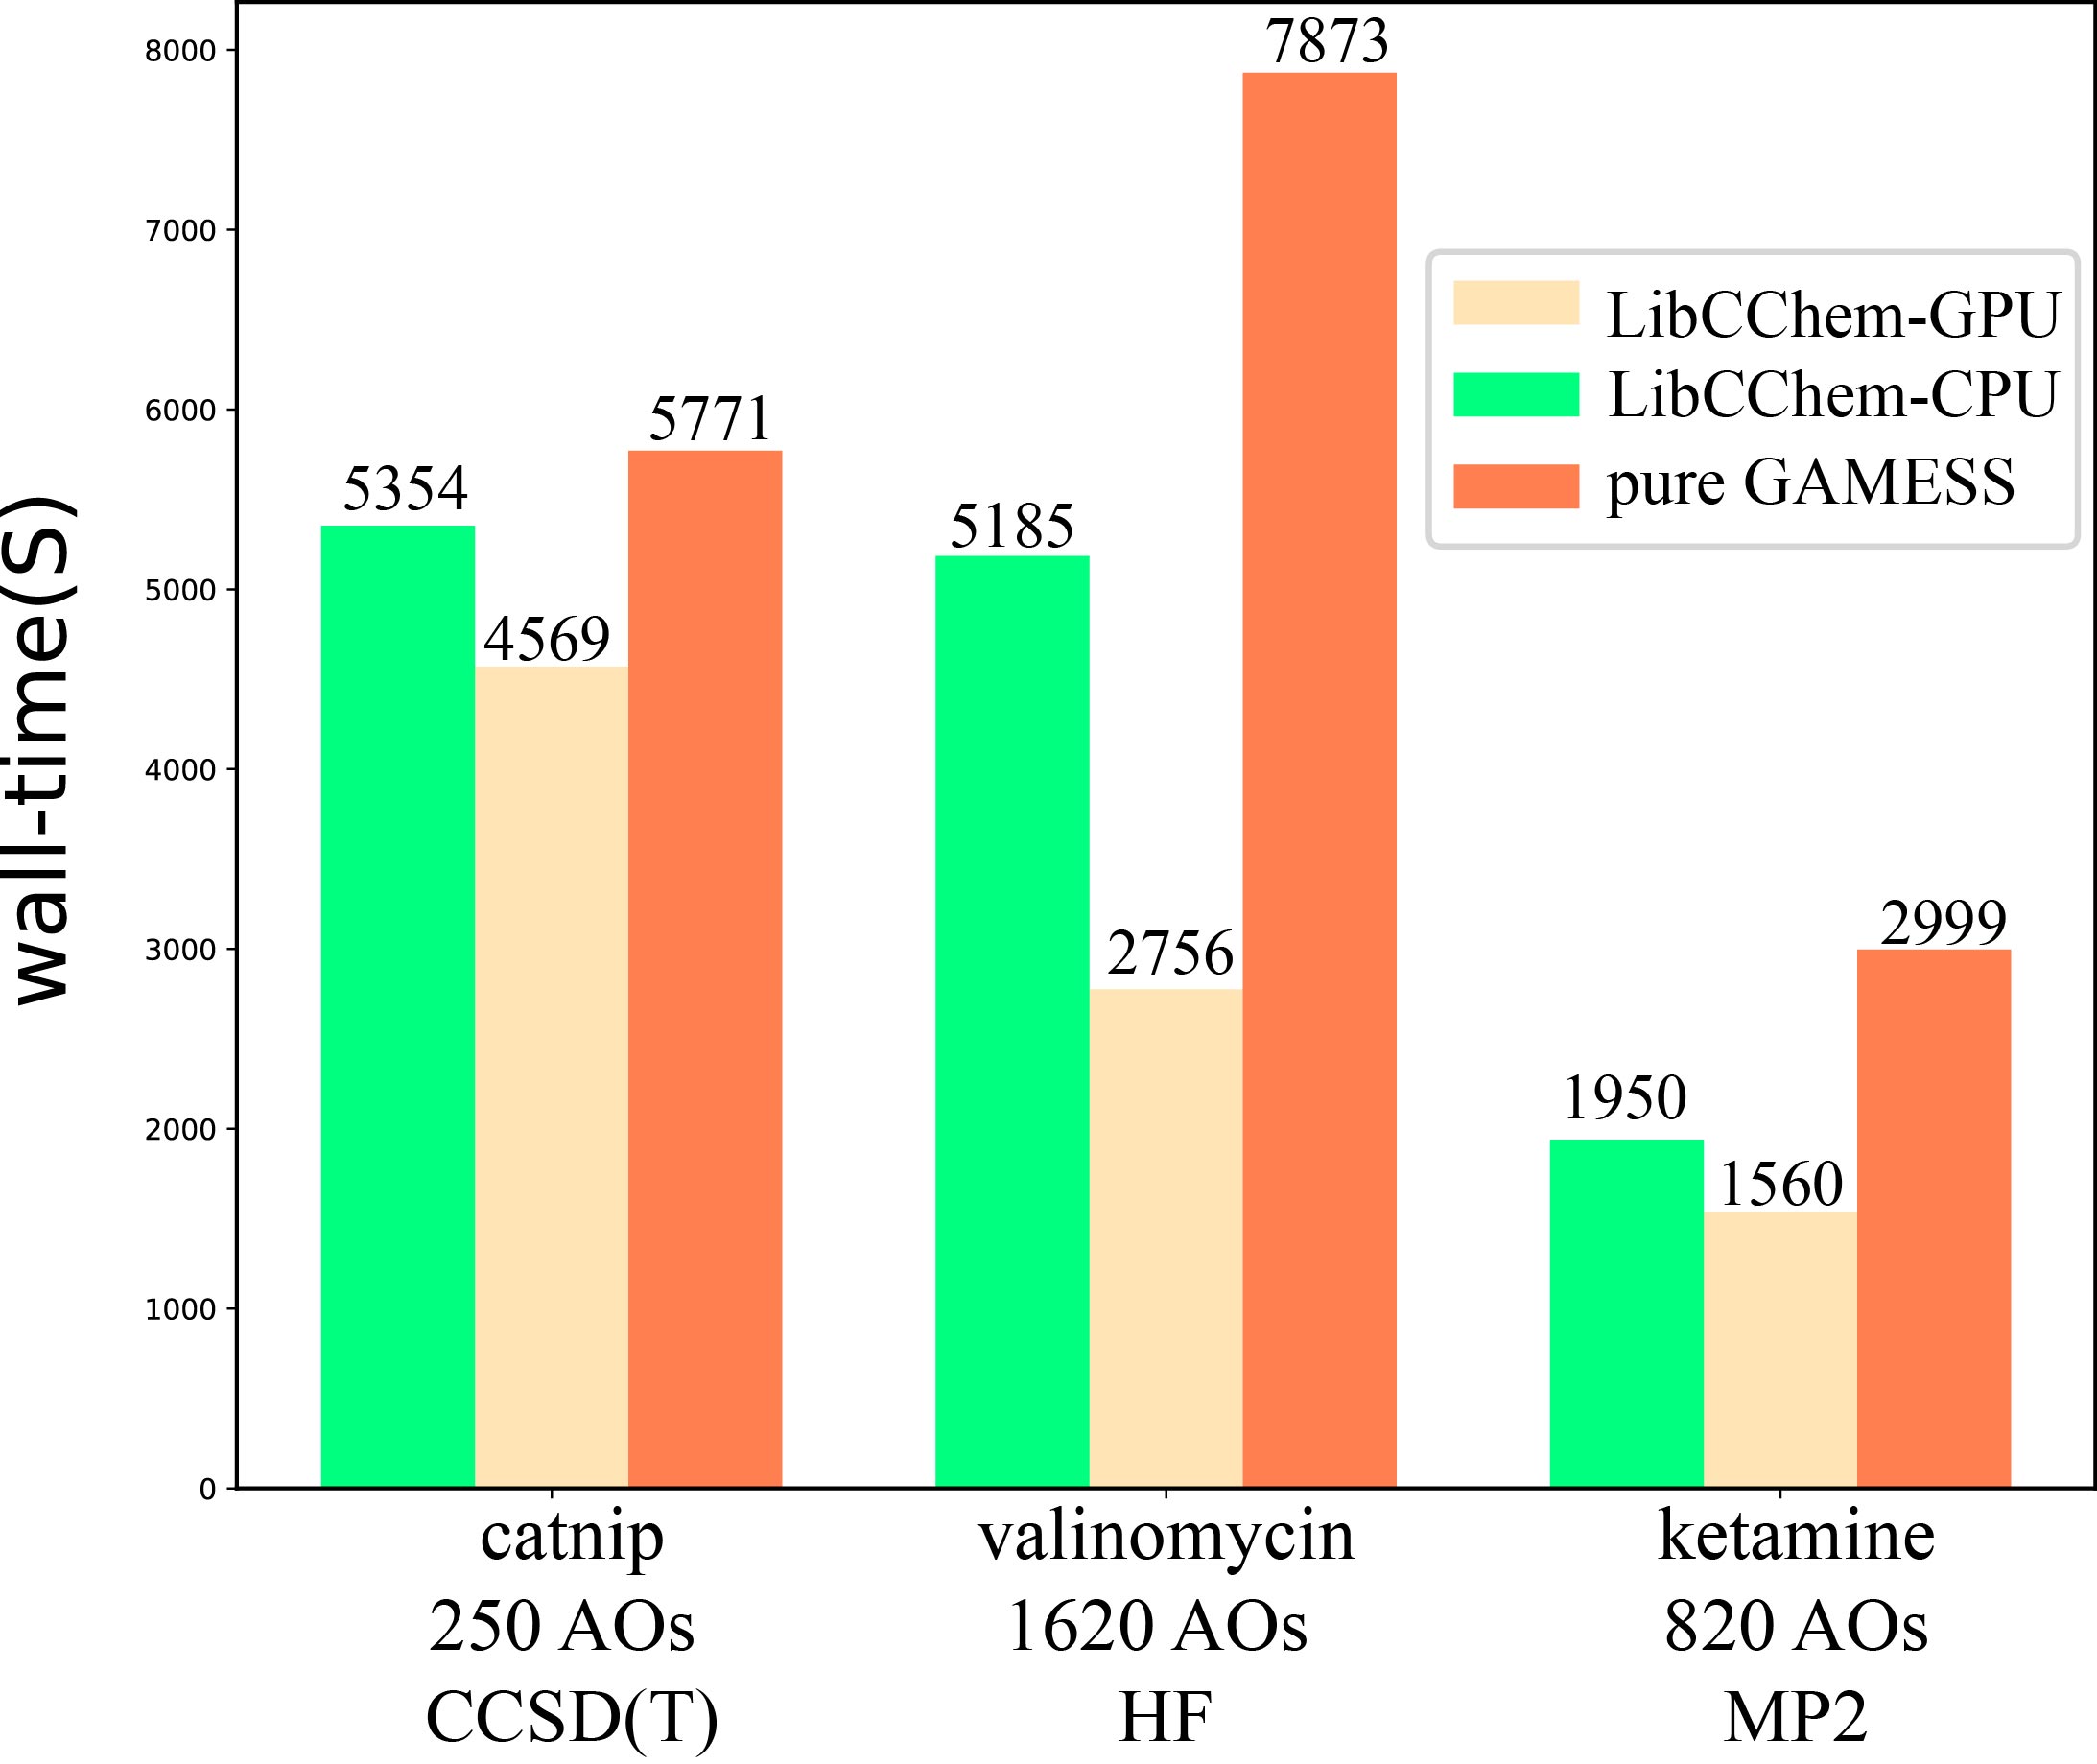 wall-time(S)
8000
7000
6000
5000
4000
3000
2000
1000
0
5354
4569
5771
5185
2756
7873
1950
1560
2999
LibCChem-GPU
LibCChem-CPU
pure GAMESS
catnip
250 AOs
CCSD(T)
valinomycin
1620 AOs
HF
ketamine
820 AOs
MP2